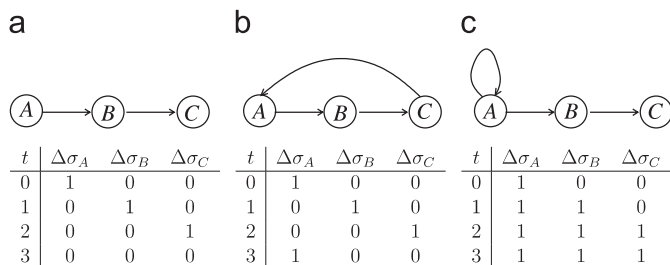 a b c
A B C A B C A B C
t Δσ_A Δσ_B Δσ_C t Δσ_A Δσ_B Δσ_C t Δσ_A Δσ_B Δσ_C
0 1 0 0 0 1 0 0 0 1 0 0
1 0 1 0 1 0 1 0 1 1 1 0
2 0 0 1 2 0 0 1 2 1 1 1
3 0 0 0 3 1 0 0 3 1 1 1